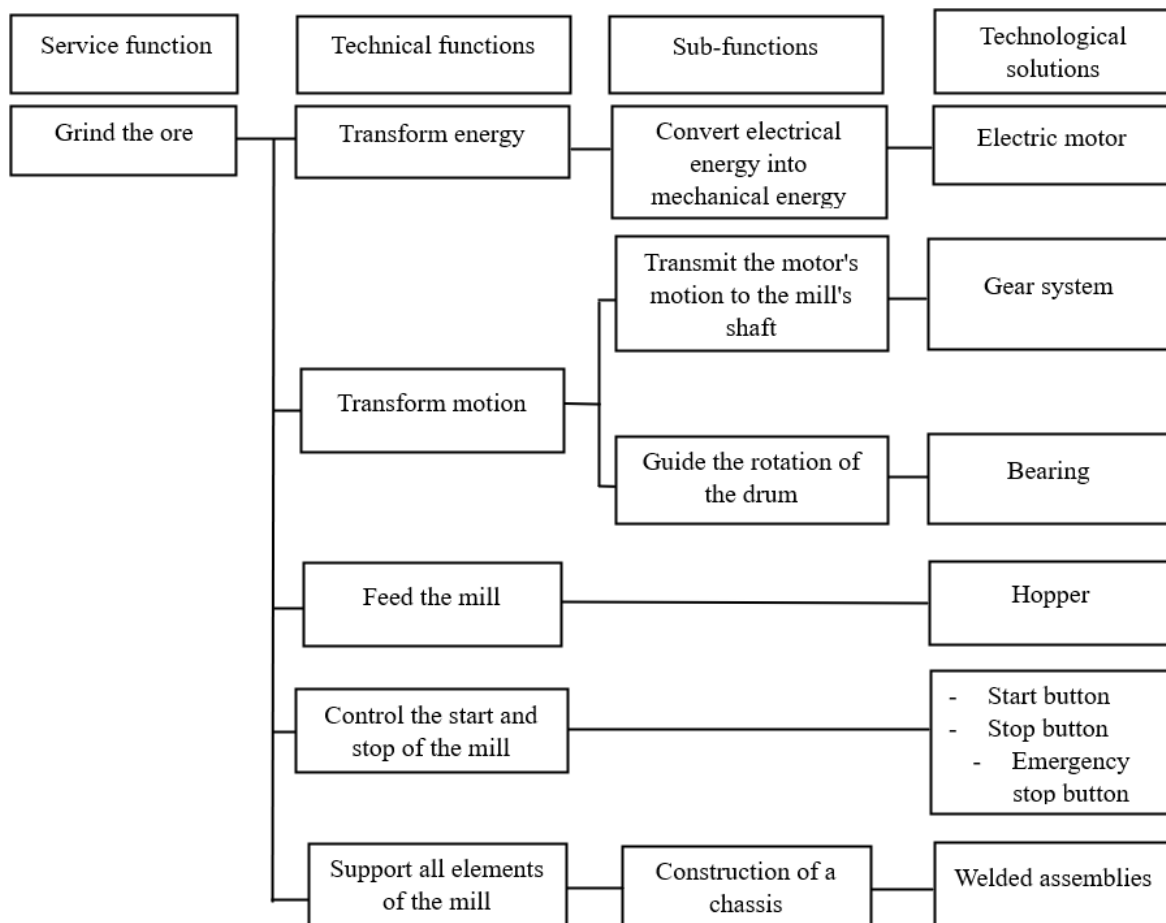 Service function
Technical functions
Sub-functions
Technological
solutions
Grind the ore
Transform energy
Convert electrical
energy into
mechanical energy
Electric motor
Transmit the motor's
motion to the mill's
shaft
Gear system
Transform motion
Guide the rotation of
the drum
Bearing
Feed the mill
Hopper
Control the start and
stop of the mill
- Start button
- Stop button
- Emergency
stop button
Support all elements
of the mill
Construction of a
chassis
Welded assemblies